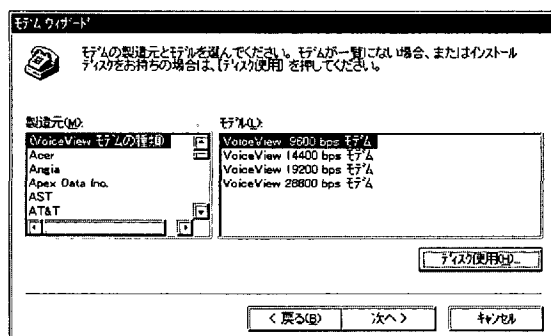 モデム ウィザード
モデムの製造元とモデルを選んでください。モデムが一覧にない場合、またはインストール
ディスクをお持ちの場合は、[ディスク使用] を押してください。
製造元(M):
モデル(L):
(VoiceView モデムの種類)
Acer
Angia
Apex Data Inc.
AST
AT&T
VoiceView 9600 bps モデム
VoiceView 14400 bps モデム
VoiceView 19200 bps モデム
VoiceView 28800 bps モデム
ディスク使用(H)...
< 戻る(B)
次へ >
キャンセル